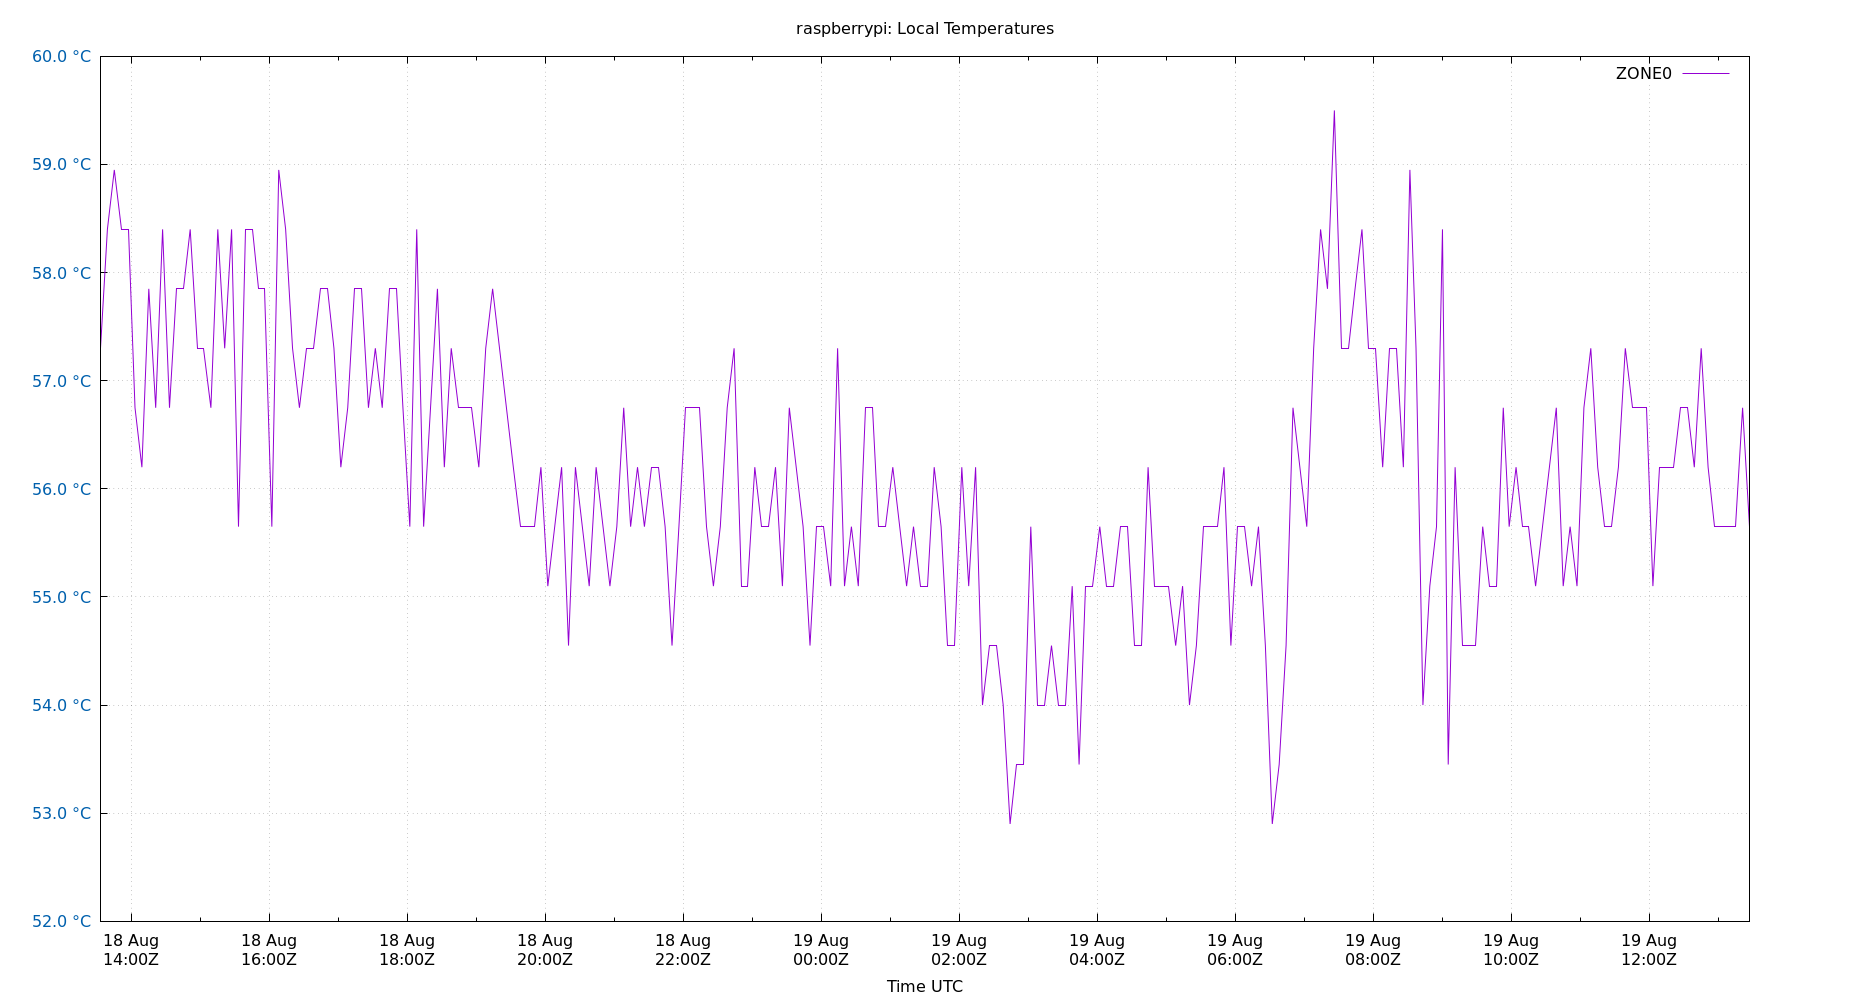 raspberrypi: Local Temperatures
60.0 °C
ZONE0
59.0 °C
58.0 °C
57.0 °C
56.0 °C
55.0 °C
54.0 °C
53.0 °C
52.0 °C
18 Aug 18 Aug 18 Aug 18 Aug 18 Aug 19 Aug 19 Aug 19 Aug 19 Aug 19 Aug 19 Aug 19 Aug
14:00Z 16:00Z 18:00Z 20:00Z 22:00Z 00:00Z 02:00Z 04:00Z 06:00Z 08:00Z 10:00Z 12:00Z
Time UTC